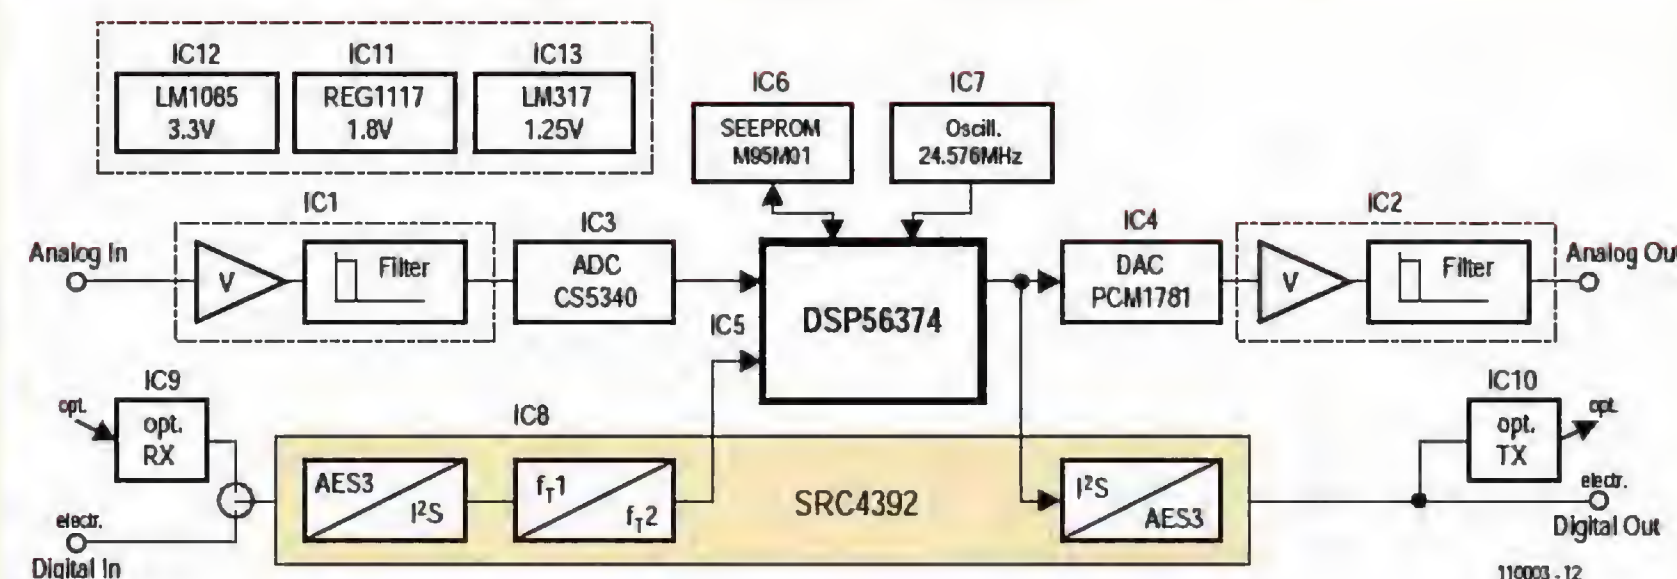 IC12
LM1085
3.3V
IC11
REG1117
1.8V
IC13
LM317
1.25V
IC6
SEEPROM
M95M01
IC7
Oscill.
24.576MHz
IC1
Analog In
V
Filter
IC3
ADC
CS5340
IC5
DSP56374
IC4
DAC
PCM1781
IC2
V
Filter
Analog Ou
IC9
opt.
opt.
RX
electr.
Digital In
IC8
AES3
I²S
fT1
fT2
SRC4392
I²S
AES3
IC10
opt.
TX
opt.
electr.
Digital Out
110003 - 12